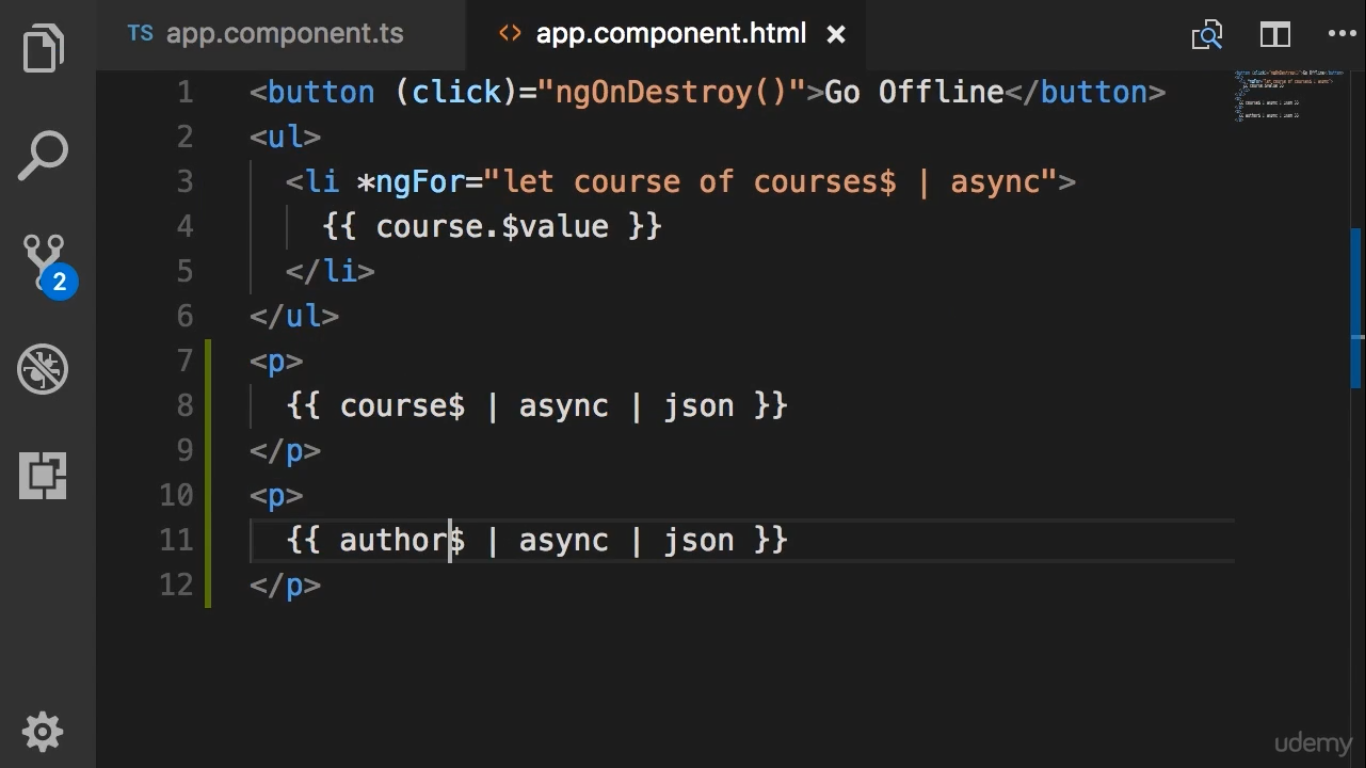 TS app.component.ts <> app.component.html ×
1 <button (click)="ngOnDestroy()">Go Offline</button>
2 <ul>
3 <li *ngFor="let course of courses$ | async">
4 {{ course.$value }}
5 </li>
6 </ul>
7 <p>
8 {{ course$ | async | json }}
9 </p>
10 <p>
11 {{ author$ | async | json }}
12 </p>
2
udemy